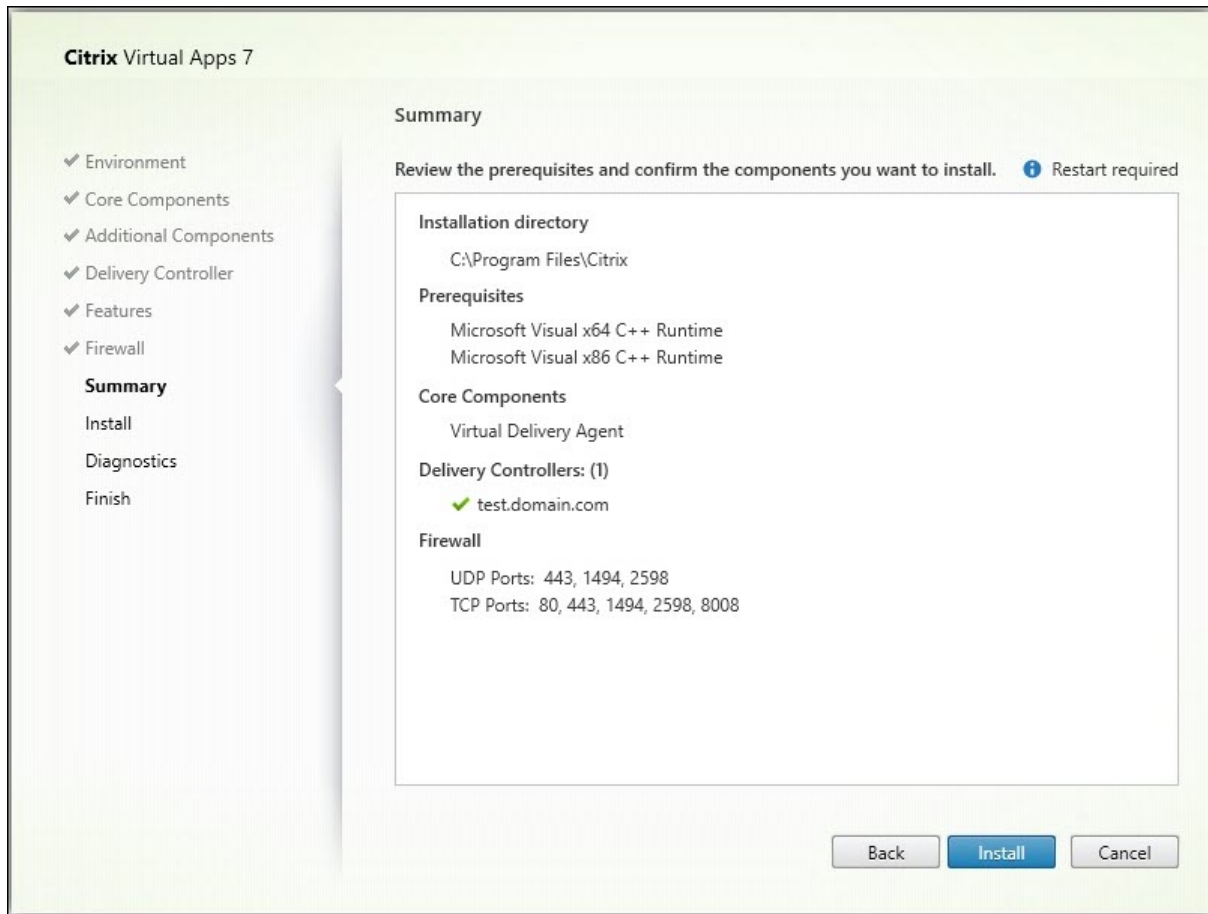 Citrix Virtual Apps 7
Environment
Core Components
Additional Components
Delivery Controller
Features
Firewall
Summary
Install
Diagnostics
Finish
Summary
Review the prerequisites and confirm the components you want to install. Restart required
Installation directory
C:\Program Files\Citrix
Prerequisites
Microsoft Visual x64 C++ Runtime
Microsoft Visual x86 C++ Runtime
Core Components
Virtual Delivery Agent
Delivery Controllers: (1)
test.domain.com
Firewall
UDP Ports: 443, 1494, 2598
TCP Ports: 80, 443, 1494, 2598, 8008
Back Install Cancel